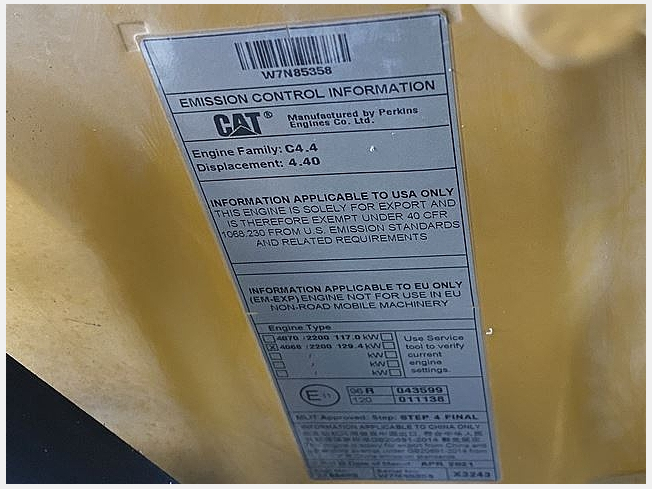 W7N85358
EMISSION CONTROL INFORMATION
CAT® Manufactured by Perkins
Engines Co. Ltd.
Engine Family: C4.4
Displacement: 4.40
INFORMATION APPLICABLE TO USA ONLY
THIS ENGINE IS SOLELY FOR EXPORT AND
IS THEREFORE EXEMPT UNDER 40 CFR
1068.230 FROM U.S. EMISSION STANDARDS
AND RELATED REQUIREMENTS
INFORMATION APPLICABLE TO EU ONLY
(EM-EXP) ENGINE NOT FOR USE IN EU
NON-ROAD MOBILE MACHINERY
Engine Type
4070 /2200 117.0 kW
4068 /2200 129.4 kW
/ kW
/ kW
/ kW
Use Service
tool to verify
current
engine
settings.
E 11
96 R 043599
120 011138
MLIT Approved. Step: STEP 4 FINAL
INFORMATION APPLICABLE TO CHINA ONLY
APR 2021
X3243